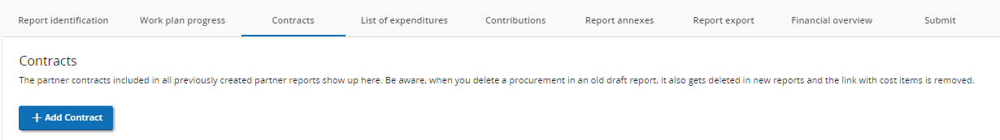 Report identification Work plan progress Contracts List of expenditures Contributions Report annexes Report export Financial overview Submit
Contracts
The partner contracts included in all previously created partner reports show up here. Be aware, when you delete a procurement in an old draft report, it also gets deleted in new reports and the link with cost items is removed.
+ Add Contract